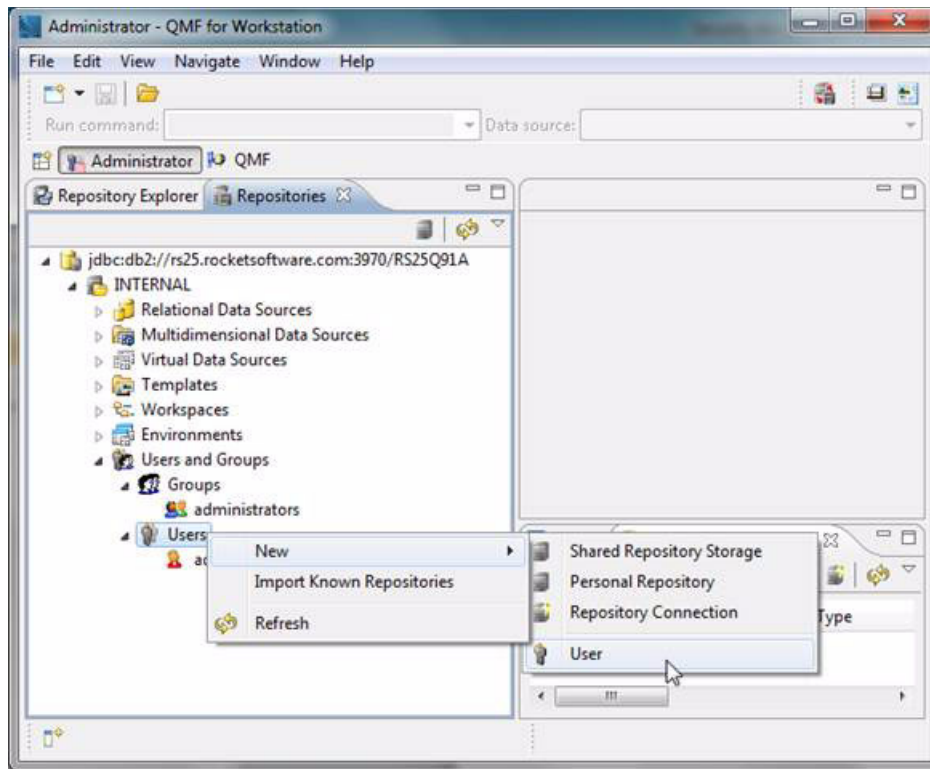 Administrator - QMF for Workstation
File Edit View Navigate Window Help
Run command: Data source:
Administrator QMF
Repository Explorer Repositories
jdbc:db2://rs25.rocketsoftware.com:3970/RS25Q91A
INTERNAL
Relational Data Sources
Multidimensional Data Sources
Virtual Data Sources
Templates
Workspaces
Environments
Users and Groups
Groups
administrators
Users
New
Import Known Repositories
Refresh
Shared Repository Storage
Personal Repository
Repository Connection
User
Type